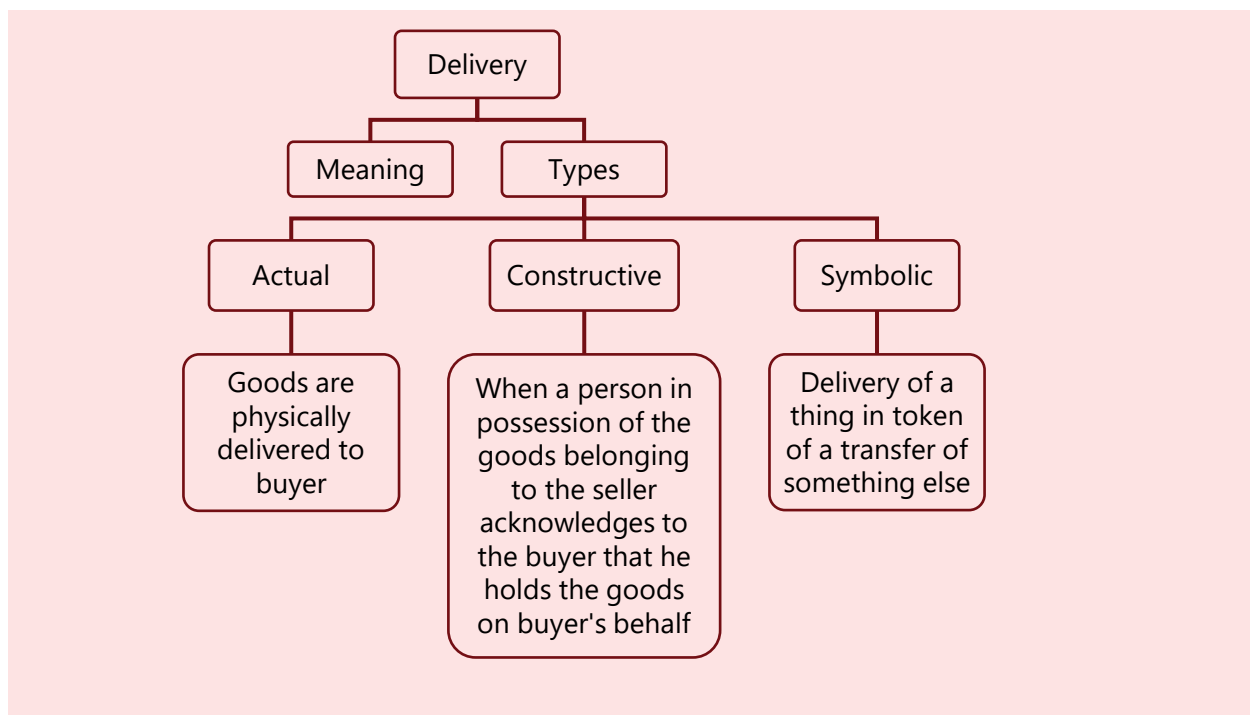 Delivery
Meaning
Types
Actual
Constructive
Symbolic
Goods are
physically
delivered to
buyer
When a person in
possession of the
goods belonging
to the seller
acknowledges to
the buyer that he
holds the goods
on buyer's behalf
Delivery of a
thing in token
of a transfer of
something else